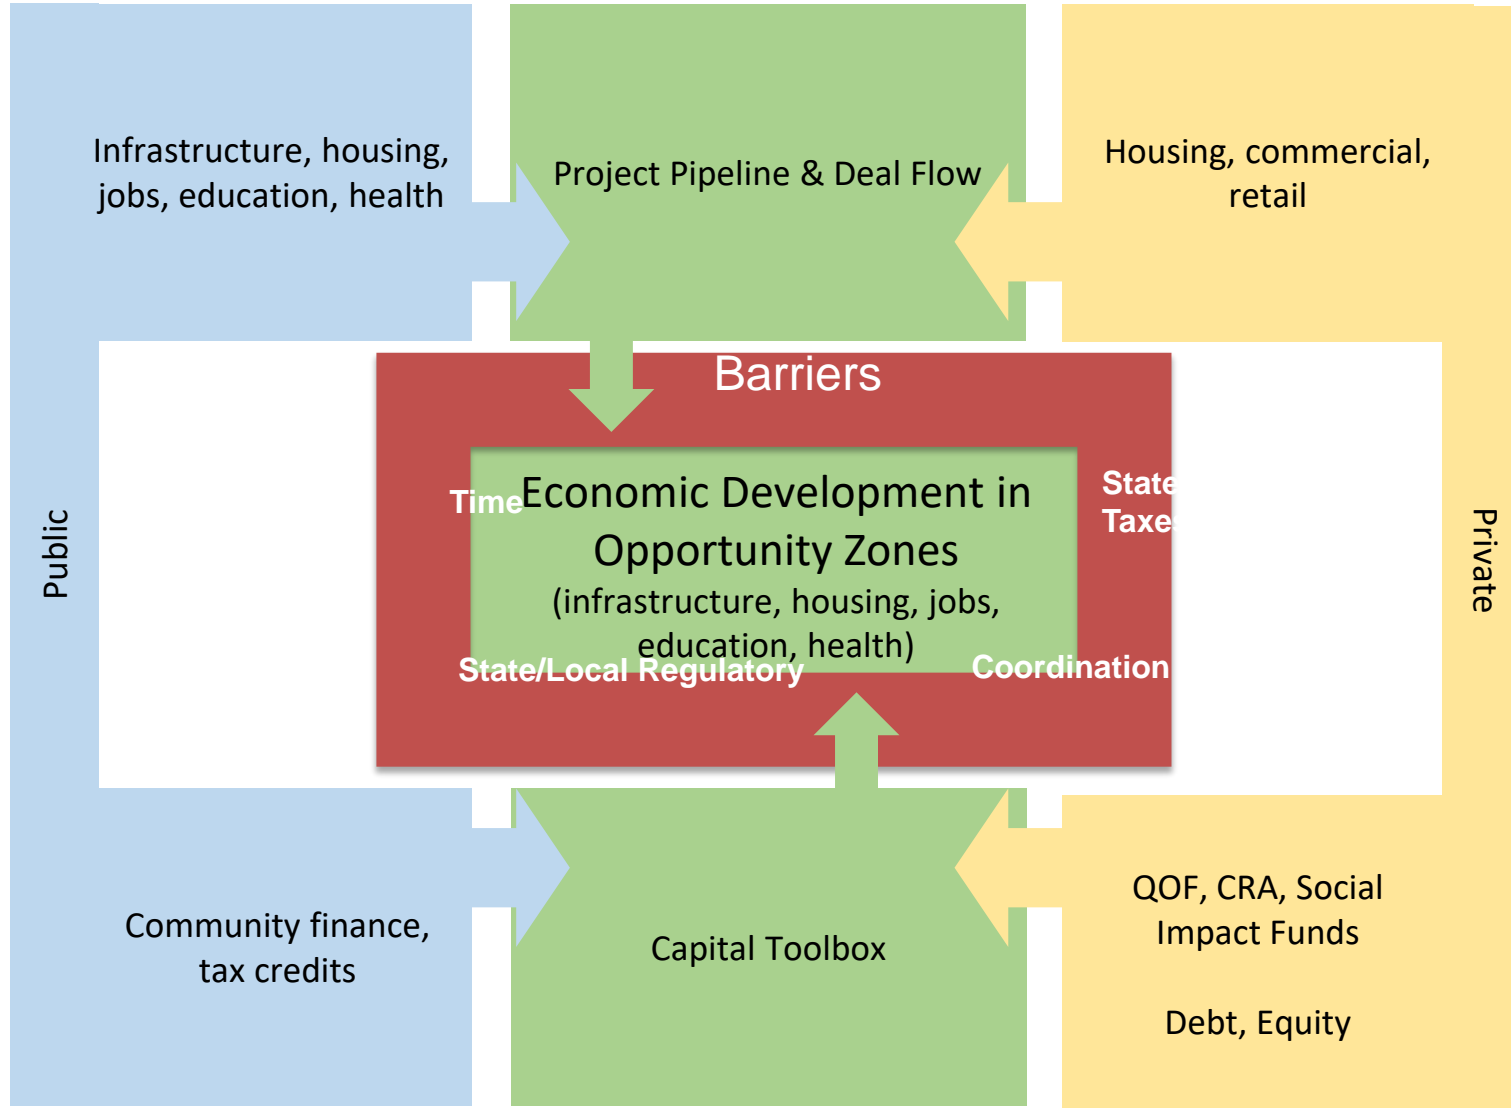 Infrastructure, housing,
jobs, education, health
Project Pipeline & Deal Flow
Housing, commercial,
retail
Barriers
Public
Time
Economic Development in
Opportunity Zones
(infrastructure, housing, jobs,
education, health)
State
Taxe
State/Local Regulatory
Coordination
Private
Community finance,
tax credits
Capital Toolbox
QOF, CRA, Social
Impact Funds
Debt, Equity